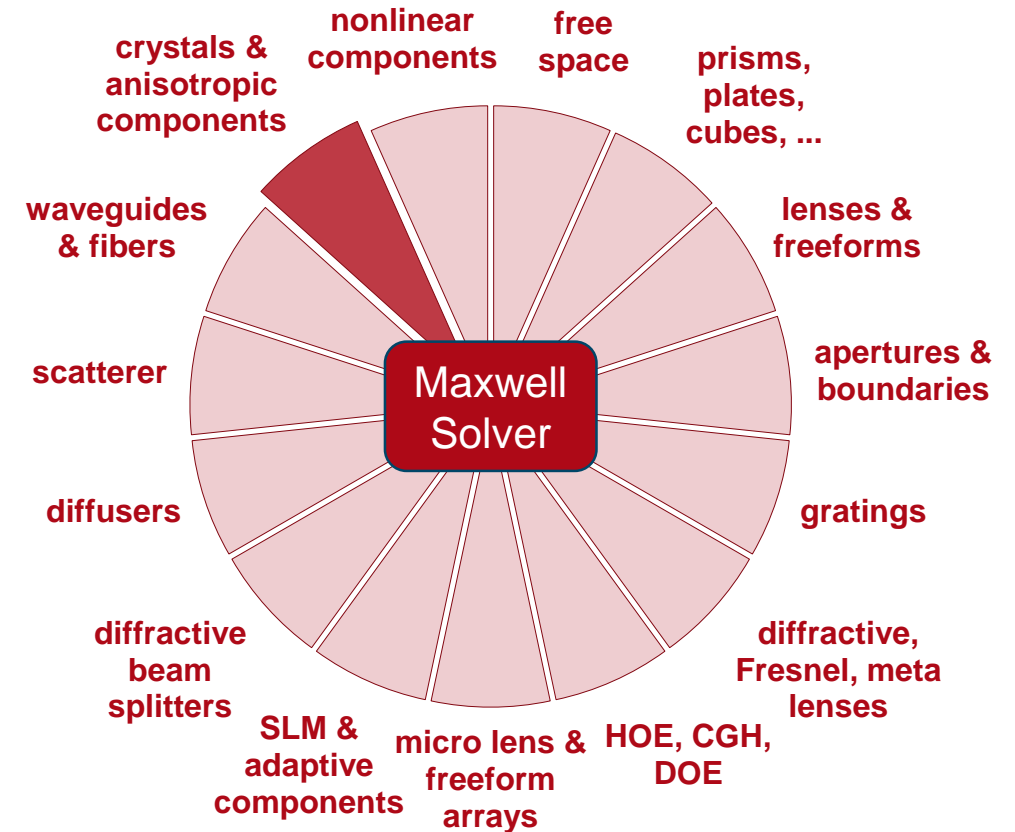 nonlinear
components
free
space
prisms,
plates,
cubes, ...
lenses &
freeforms
apertures &
boundaries
gratings
diffractive,
Fresnel, meta
lenses
HOE, CGH,
DOE
micro lens &
freeform
arrays
SLM &
adaptive
components
diffractive
beam
splitters
diffusers
scatterer
waveguides
& fibers
crystals &
anisotropic
components
Maxwell
Solver